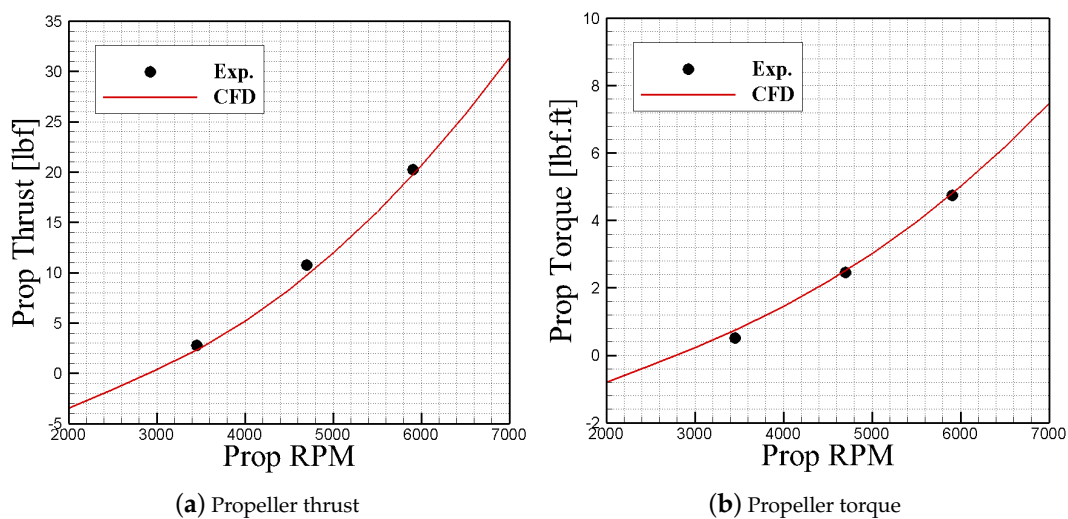 35
30
25
20
15
10
5
0
-5
Prop Thrust [lbf]
Exp.
CFD
2000 3000 4000 5000 6000 7000
Prop RPM
(a) Propeller thrust
10
8
6
4
2
0
-2
Prop Torque [lbf.ft]
Exp.
CFD
2000 3000 4000 5000 6000 7000
Prop RPM
(b) Propeller torque